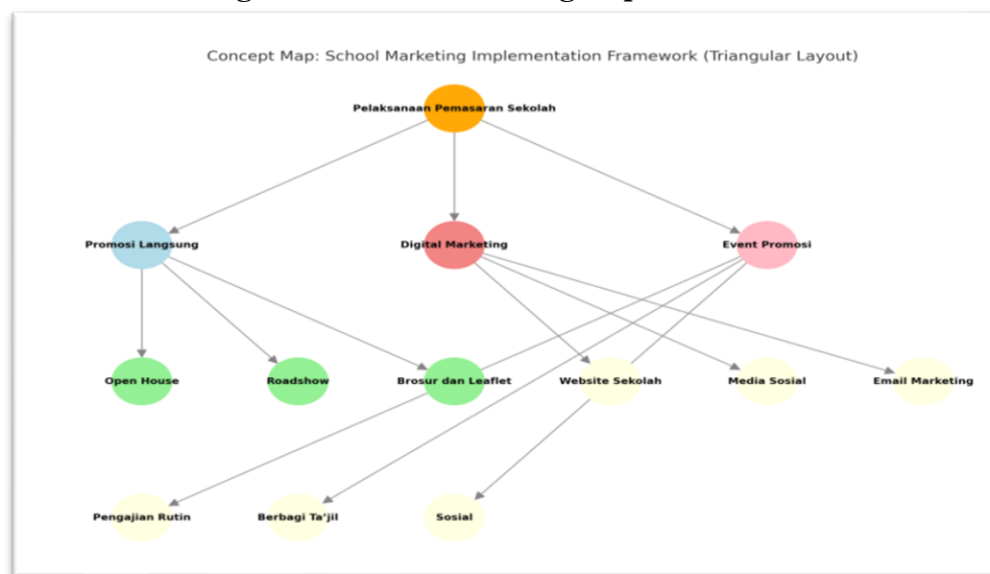 Concept Map: School Marketing Implementation Framework (Triangular Layout)
Pelaksanaan Pemasaran Sekolah
Promosi Langsung
Digital Marketing
Event Promosi
Open House
Roadshow
Brosur dan Leaflet
Website Sekolah
Media Sosial
Email Marketing
Pengajian Rutin
Berbagi Ta'jil
Sosial